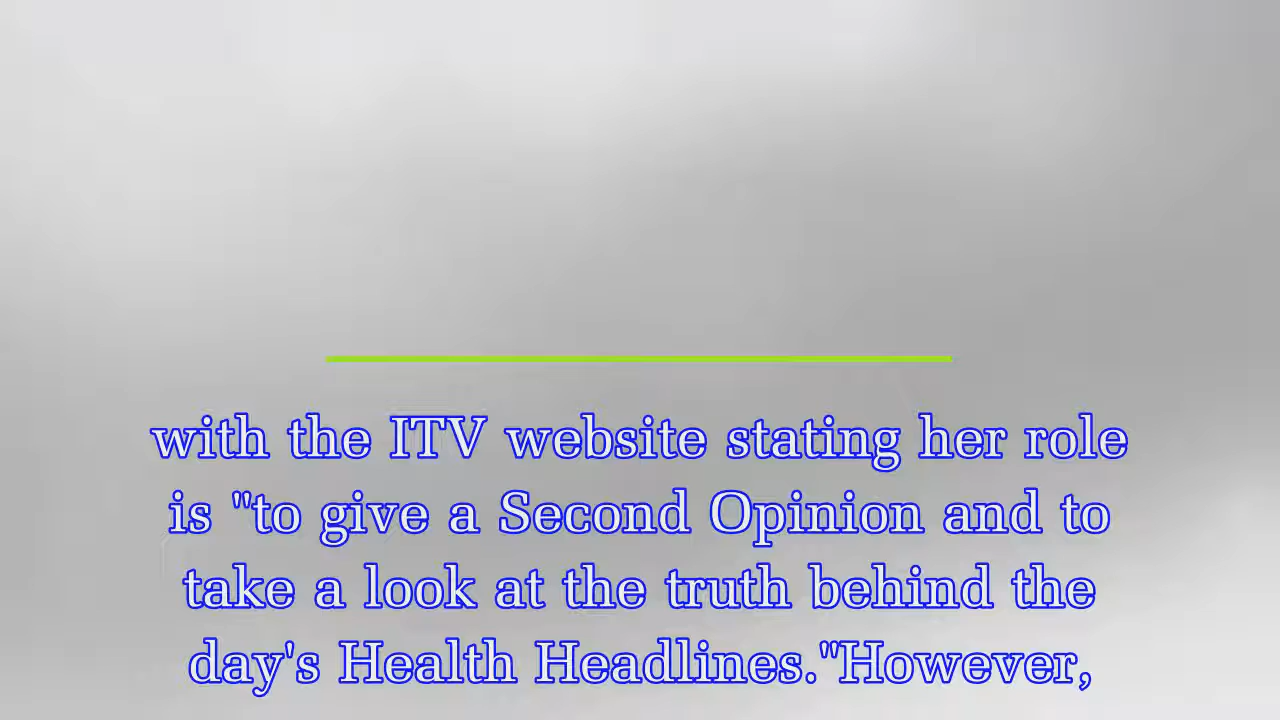 with the ITV website stating her role
is "to give a Second Opinion and to
take a look at the truth behind the
day's Health Headlines."However,